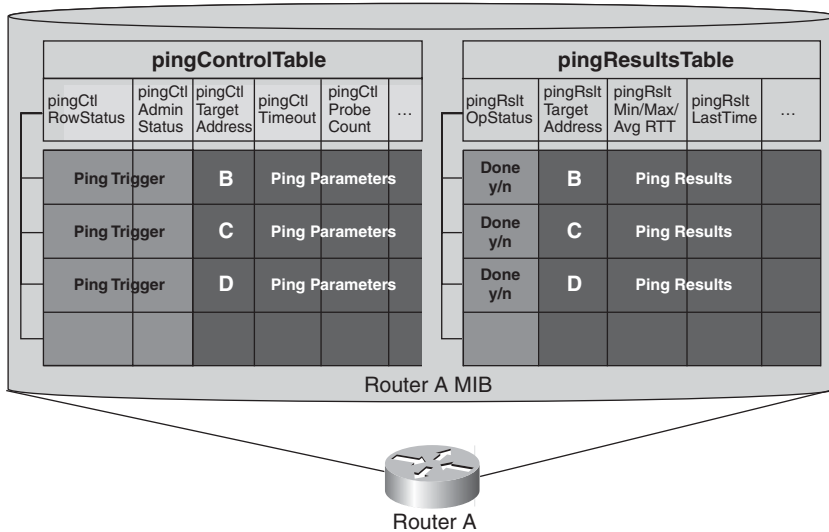 pingControlTable
pingCtl
RowStatus
pingCtl
Admin
Status
pingCtl
Target
Address
pingCtl
Timeout
pingCtl
Probe
Count
...
Ping Trigger
B
Ping Parameters
Ping Trigger
C
Ping Parameters
Ping Trigger
D
Ping Parameters
pingResultsTable
pingRslt
OpStatus
pingRslt
Target
Address
pingRslt
Min/Max/
Avg RTT
pingRslt
LastTime
...
Done
y/n
B
Ping Results
Done
y/n
C
Ping Results
Done
y/n
D
Ping Results
Router A MIB
Router A